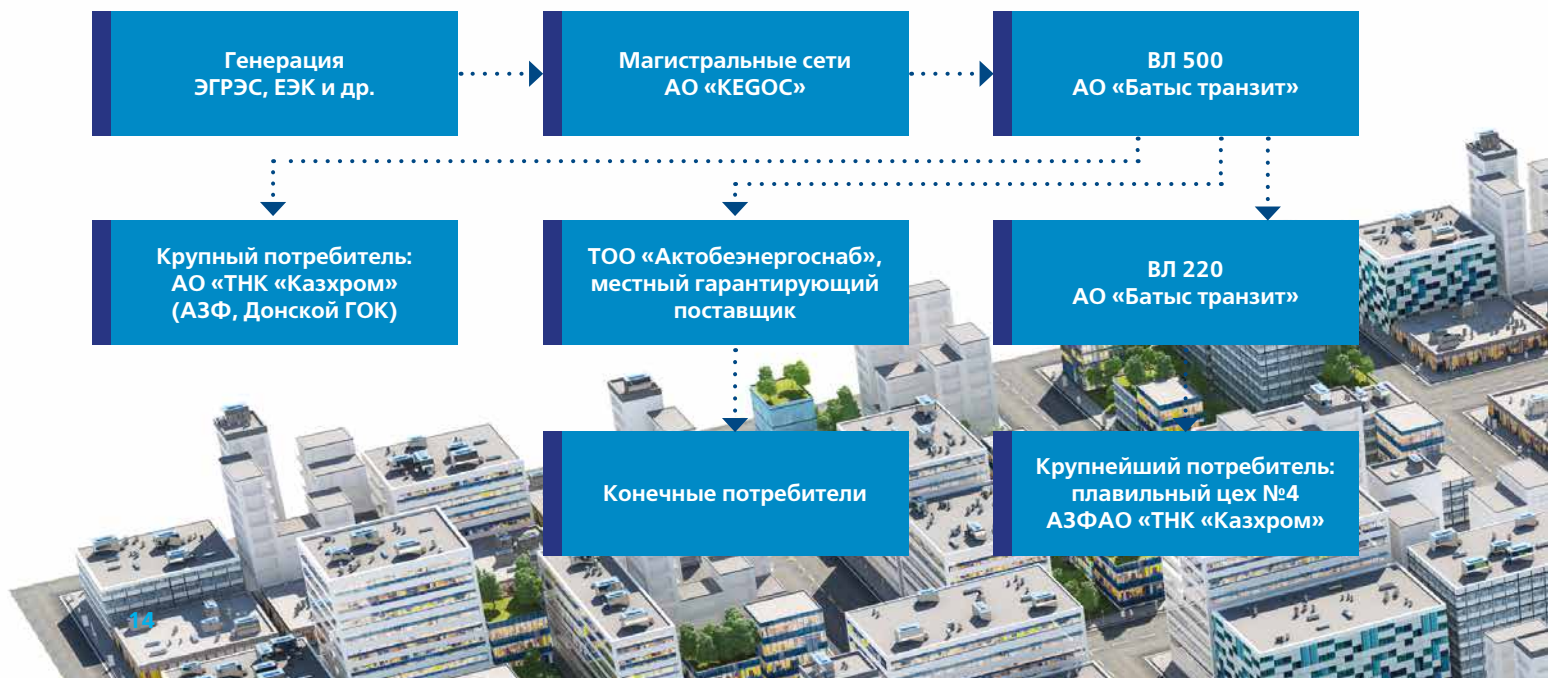 Генерация
ЭГРЭС, ЕЭК и др.
Магистральные сети
АО «KEGOC»
ВЛ 500
АО «Батыс транзит»
Крупный потребитель:
АО «ТНК «Казхром»
(АЗФ, Донской ГОК)
ТОО «Актобеэнергоснаб»,
местный гарантирующий
поставщик
ВЛ 220
АО «Батыс транзит»
Конечные потребители
Крупнейший потребитель:
плавильный цех №4
АЗФАО «ТНК «Казхром»
14